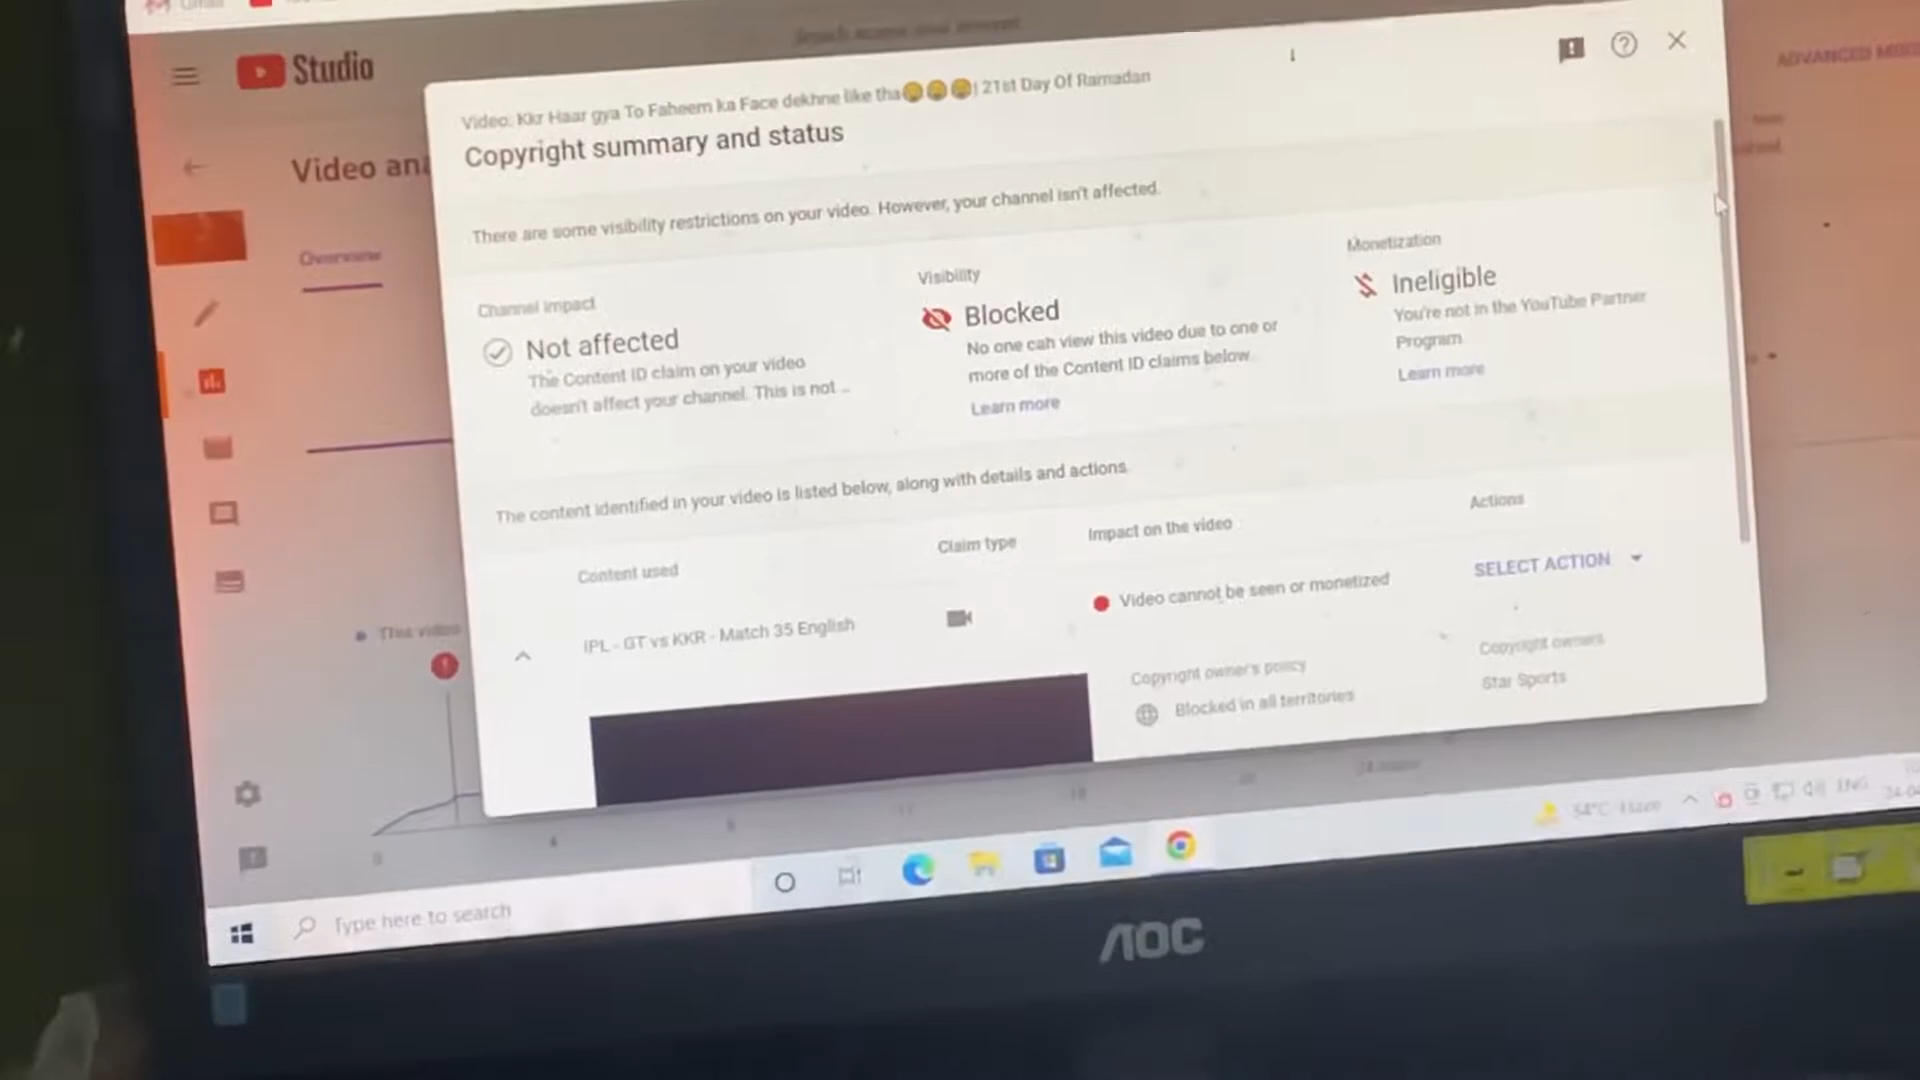 Studio
Video. Kkr Haar gya To Faheem ka Face dekhne like tha😂😂😂| 21st Day Of Ramadan
Copyright summary and status
Video ana
There are some visibility restrictions on your video. However, your channel isn't affected.
Overview
Channel impact
Not affected
The Content ID claim on your video
doesn't affect your channel. This is not ...
Visibility
Blocked
No one can view this video due to one or
more of the Content ID claims below.
Learn more
Monetization
Ineligible
You're not in the YouTube Partner
Program.
Learn more
The content identified in your video is listed below, along with details and actions.
Content used
Claim type
Impact on the video
Actions
IPL - GT vs KKR - Match 35 English
Video cannot be seen or monetized
SELECT ACTION
Copyright owner's policy
Blocked in all territories
Copyright owners
Star Sports
This video
Type here to search
ENG
AOC